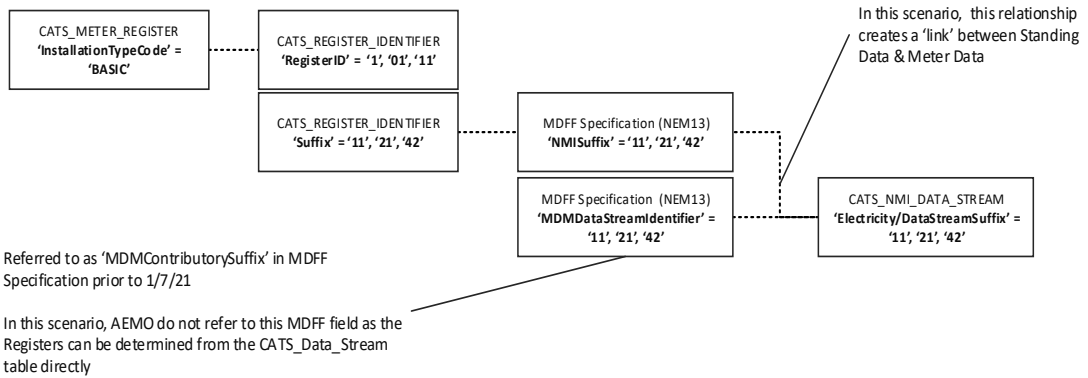 CATS_METER_REGISTER
‘InstallationTypeCode’ =
‘BASIC’
CATS_REGISTER_IDENTIFIER
‘RegisterID’ = ‘1’, ‘01’, ‘11’
In this scenario, this relationship
creates a ‘link’ between Standing
Data & Meter Data
CATS_REGISTER_IDENTIFIER
‘Suffix’ = ‘11’, ‘21’, ‘42’
MDFF Specification (NEM13)
‘NMISuffix’ = ‘11’, ‘21’, ‘42’
MDFF Specification (NEM13)
‘MDMDataStreamIdentifier’ =
‘11’, ‘21’, ‘42’
CATS_NMI_DATA_STREAM
‘Electricity/DataStreamSuffix’ =
‘11’, ‘21’, ‘42’
Referred to as ‘MDMContributorySuffix’ in MDFF
Specification prior to 1/7/21
In this scenario, AEMO do not refer to this MDFF field as the
Registers can be determined from the CATS_Data_Stream
table directly